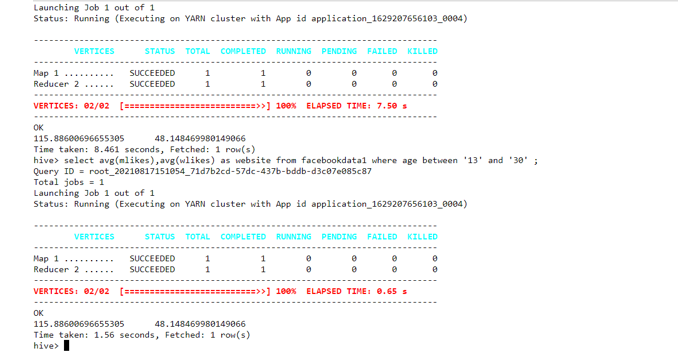 Launching Job 1 out of 1
Status: Running (Executing on YARN cluster with App id application_1629207656103_0004)
--------------------------------------------------------------------------------
VERTICES STATUS TOTAL COMPLETED RUNNING PENDING FAILED KILLED
--------------------------------------------------------------------------------
Map 1 .......... SUCCEEDED 1 1 0 0 0 0
Reducer 2 ...... SUCCEEDED 1 1 0 0 0 0
--------------------------------------------------------------------------------
VERTICES: 02/02 [==========================>>] 100% ELAPSED TIME: 7.50 s
--------------------------------------------------------------------------------
OK
115.88600696655305 48.148469980149066
Time taken: 8.461 seconds, Fetched: 1 row(s)
hive> select avg(mlikes),avg(wlikes) as website from facebookdata1 where age between '13' and '30' ;
Query ID = root_20210817151054_71d7b2cd-57dc-437b-bddb-d3c07e085c87
Total jobs = 1
Launching Job 1 out of 1
Status: Running (Executing on YARN cluster with App id application_1629207656103_0004)
--------------------------------------------------------------------------------
VERTICES STATUS TOTAL COMPLETED RUNNING PENDING FAILED KILLED
--------------------------------------------------------------------------------
Map 1 .......... SUCCEEDED 1 1 0 0 0 0
Reducer 2 ...... SUCCEEDED 1 1 0 0 0 0
--------------------------------------------------------------------------------
VERTICES: 02/02 [==========================>>] 100% ELAPSED TIME: 0.65 s
--------------------------------------------------------------------------------
OK
115.88600696655305 48.148469980149066
Time taken: 1.56 seconds, Fetched: 1 row(s)
hive>